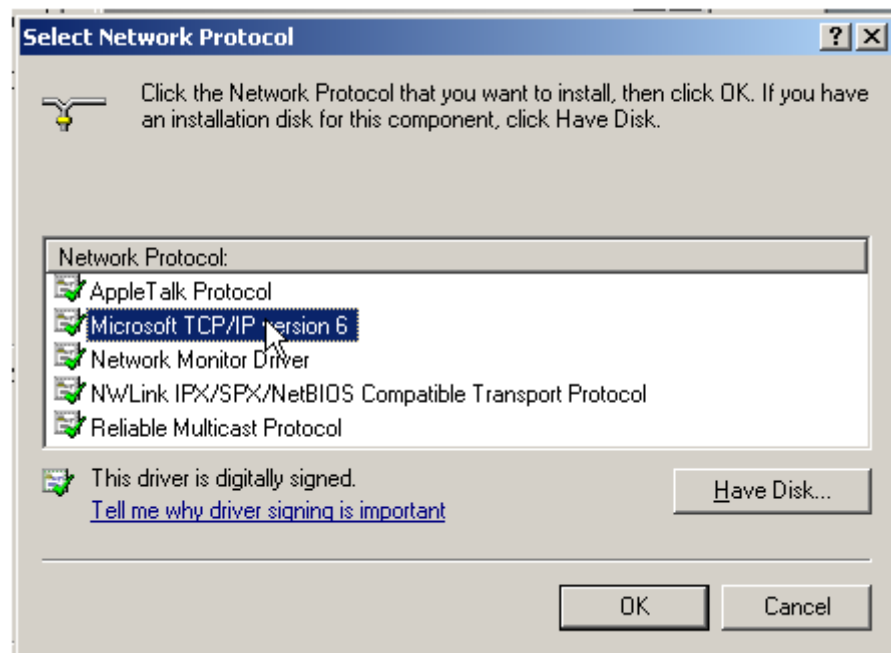 Select Network Protocol
Click the Network Protocol that you want to install, then click OK. If you have
an installation disk for this component, click Have Disk.
Network Protocol:
AppleTalk Protocol
Microsoft TCP/IP version 6
Network Monitor Driver
NWLink IPX/SPX/NetBIOS Compatible Transport Protocol
Reliable Multicast Protocol
This driver is digitally signed.
Have Disk...
Tell me why driver signing is important
OK
Cancel